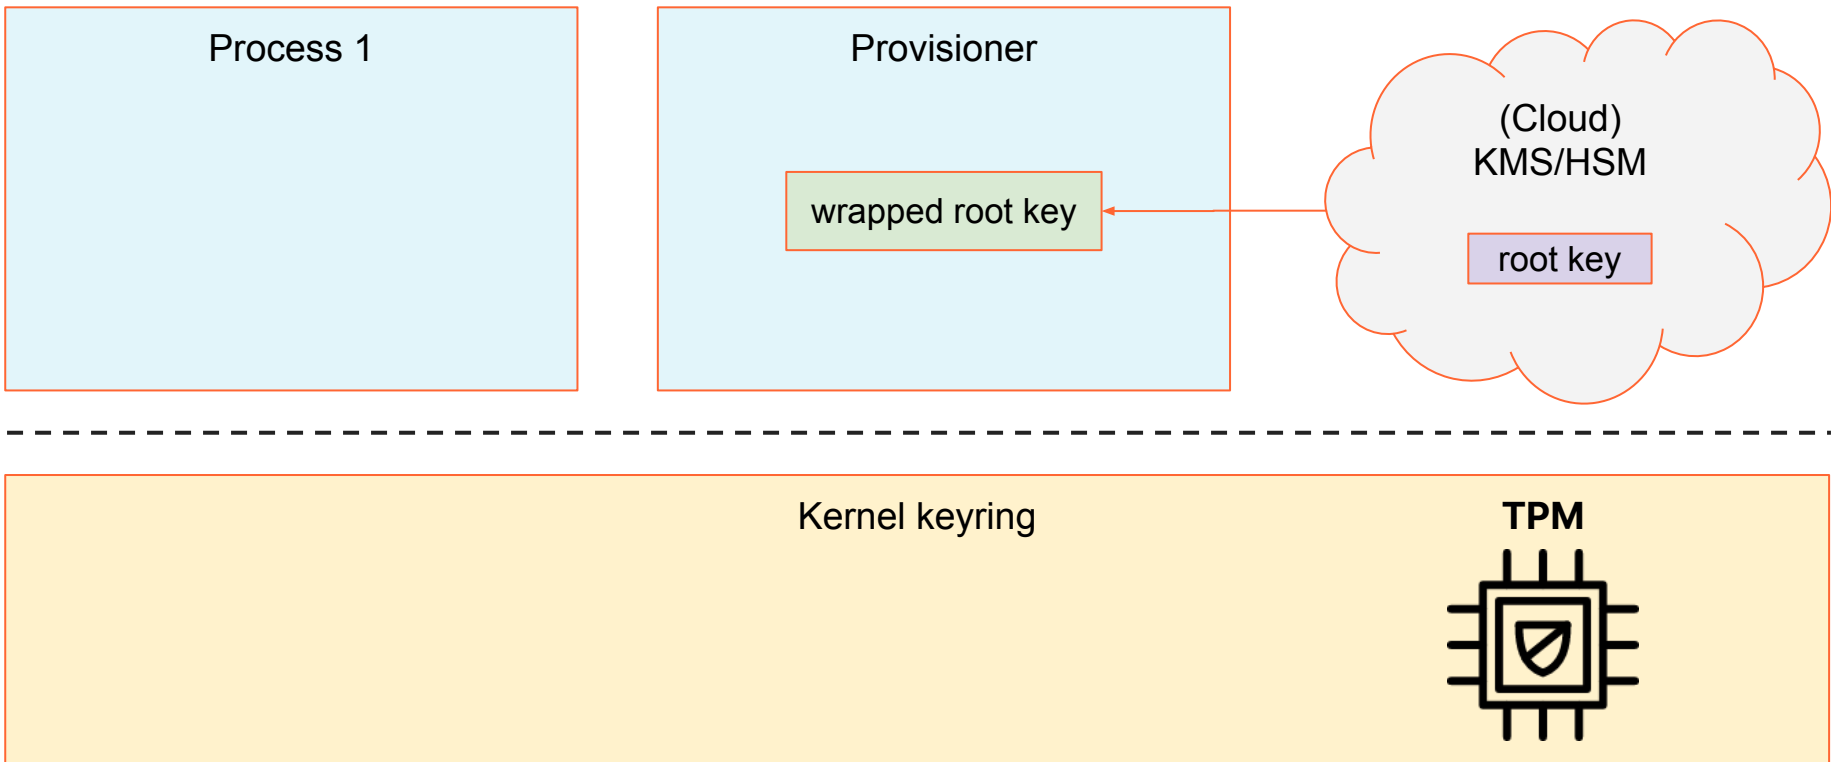 Process 1
Provisioner
(Cloud)
KMS/HSM
wrapped root key
root key
Kernel keyring
TPM